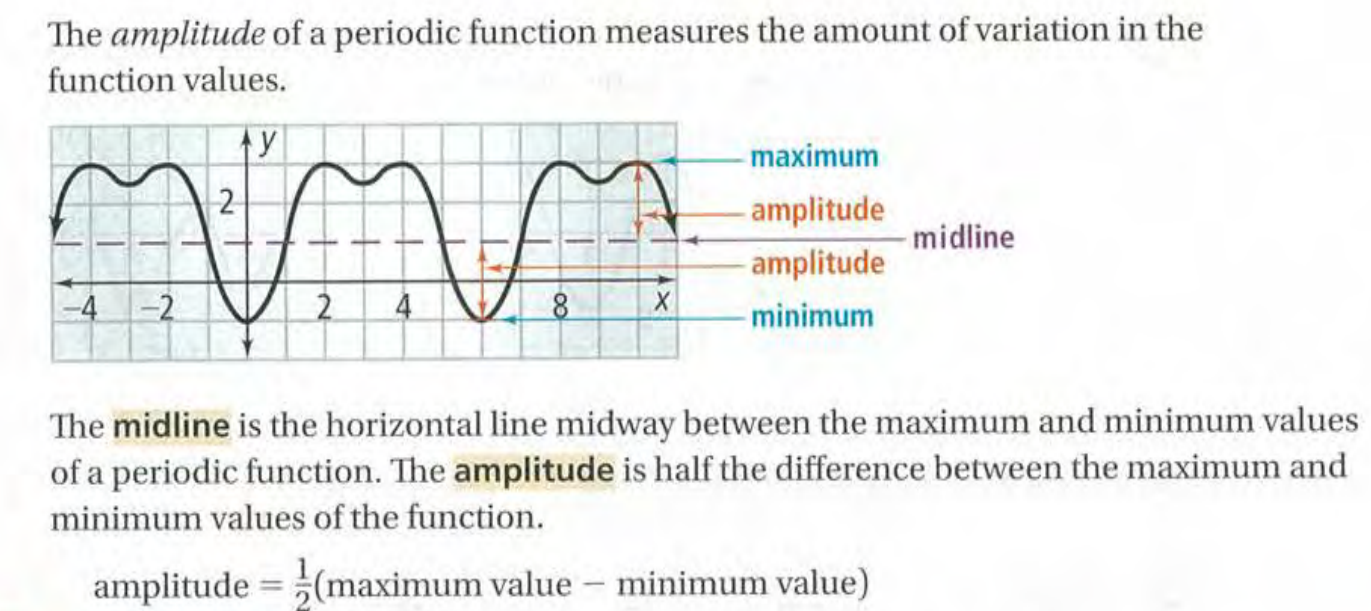 The amplitude of a periodic function measures the amount of variation in the
function values.
y
maximum
2
amplitude
midline
amplitude
-4 -2 2 4 8 x
minimum
The midline is the horizontal line midway between the maximum and minimum values
of a periodic function. The amplitude is half the difference between the maximum and
minimum values of the function.
amplitude = 1/2(maximum value − minimum value)